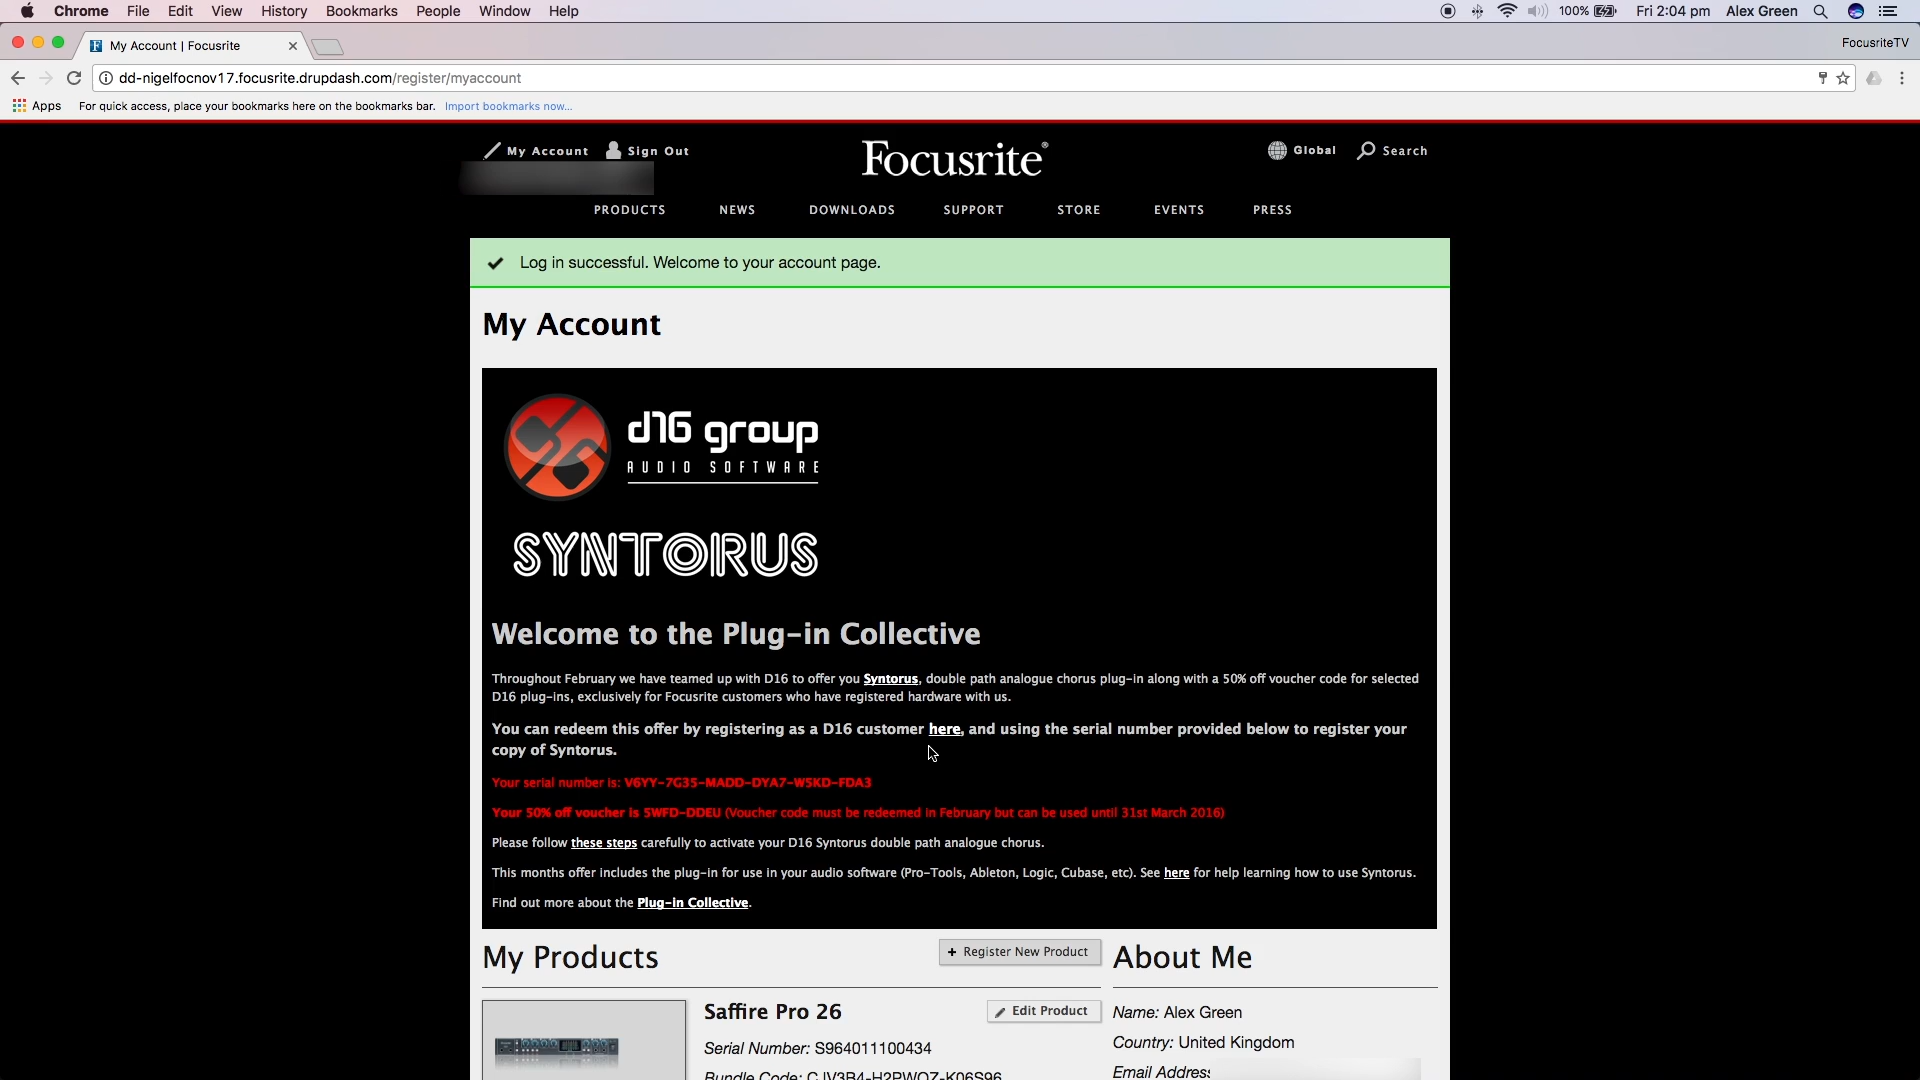 Chrome File Edit View History Bookmarks People Window Help 100% Fri 2:04 pm Alex Green
My Account | Focusrite FocusriteTV
dd-nigelfocnov17.focusrite.drupdash.com/register/myaccount
Apps For quick access, place your bookmarks here on the bookmarks bar. Import bookmarks now...
My Account Sign Out Focusrite® Global Search
PRODUCTS NEWS DOWNLOADS SUPPORT STORE EVENTS PRESS
Log in successful. Welcome to your account page.
My Account
d16 group
AUDIO SOFTWARE
SYNTORUS
Welcome to the Plug-in Collective
Throughout February we have teamed up with D16 to offer you Syntorus, double path analogue chorus plug-in along with a 50% off voucher code for selected
D16 plug-ins, exclusively for Focusrite customers who have registered hardware with us.
You can redeem this offer by registering as a D16 customer here, and using the serial number provided below to register your
copy of Syntorus.
Your serial number is: V6YY-7G35-MADD-DYA7-W5KD-FDA3
Your 50% off voucher is 5WFD-DDEU (Voucher code must be redeemed in February but can be used until 31st March 2016)
Please follow these steps carefully to activate your D16 Syntorus double path analogue chorus.
This months offer includes the plug-in for use in your audio software (Pro-Tools, Ableton, Logic, Cubase, etc). See here for help learning how to use Syntorus.
Find out more about the Plug-in Collective.
My Products + Register New Product About Me
Saffire Pro 26 Edit Product Name: Alex Green
Serial Number: S964011100434 Country: United Kingdom
Bundle Code: Email Address: